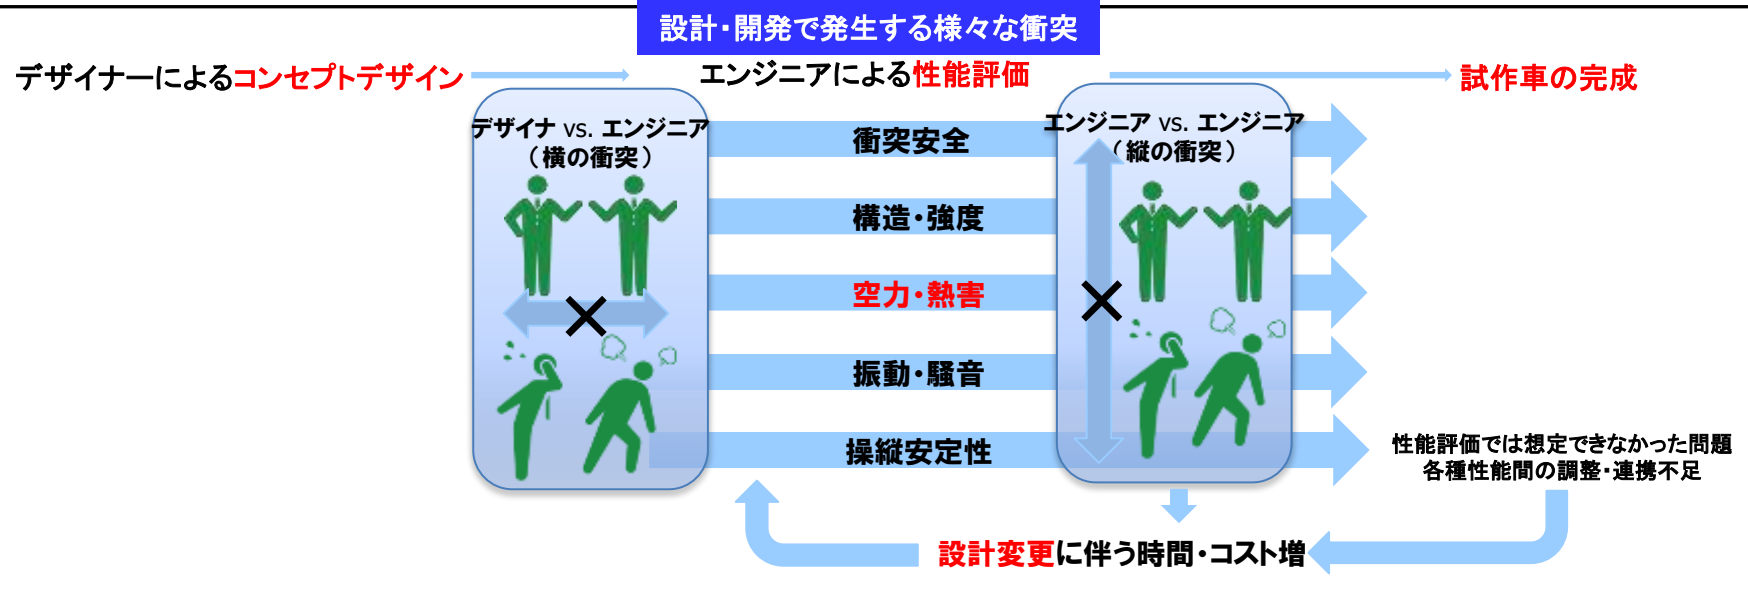 設計・開発で発生する様々な衝突
デザイナーによるコンセプトデザイン
エンジニアによる性能評価
試作車の完成
デザイナ vs. エンジニア
（横の衝突）
エンジニア vs. エンジニア
（縦の衝突）
衝突安全
構造・強度
空力・熱害
振動・騒音
操縦安定性
性能評価では想定できなかった問題
各種性能間の調整・連携不足
設計変更に伴う時間・コスト増